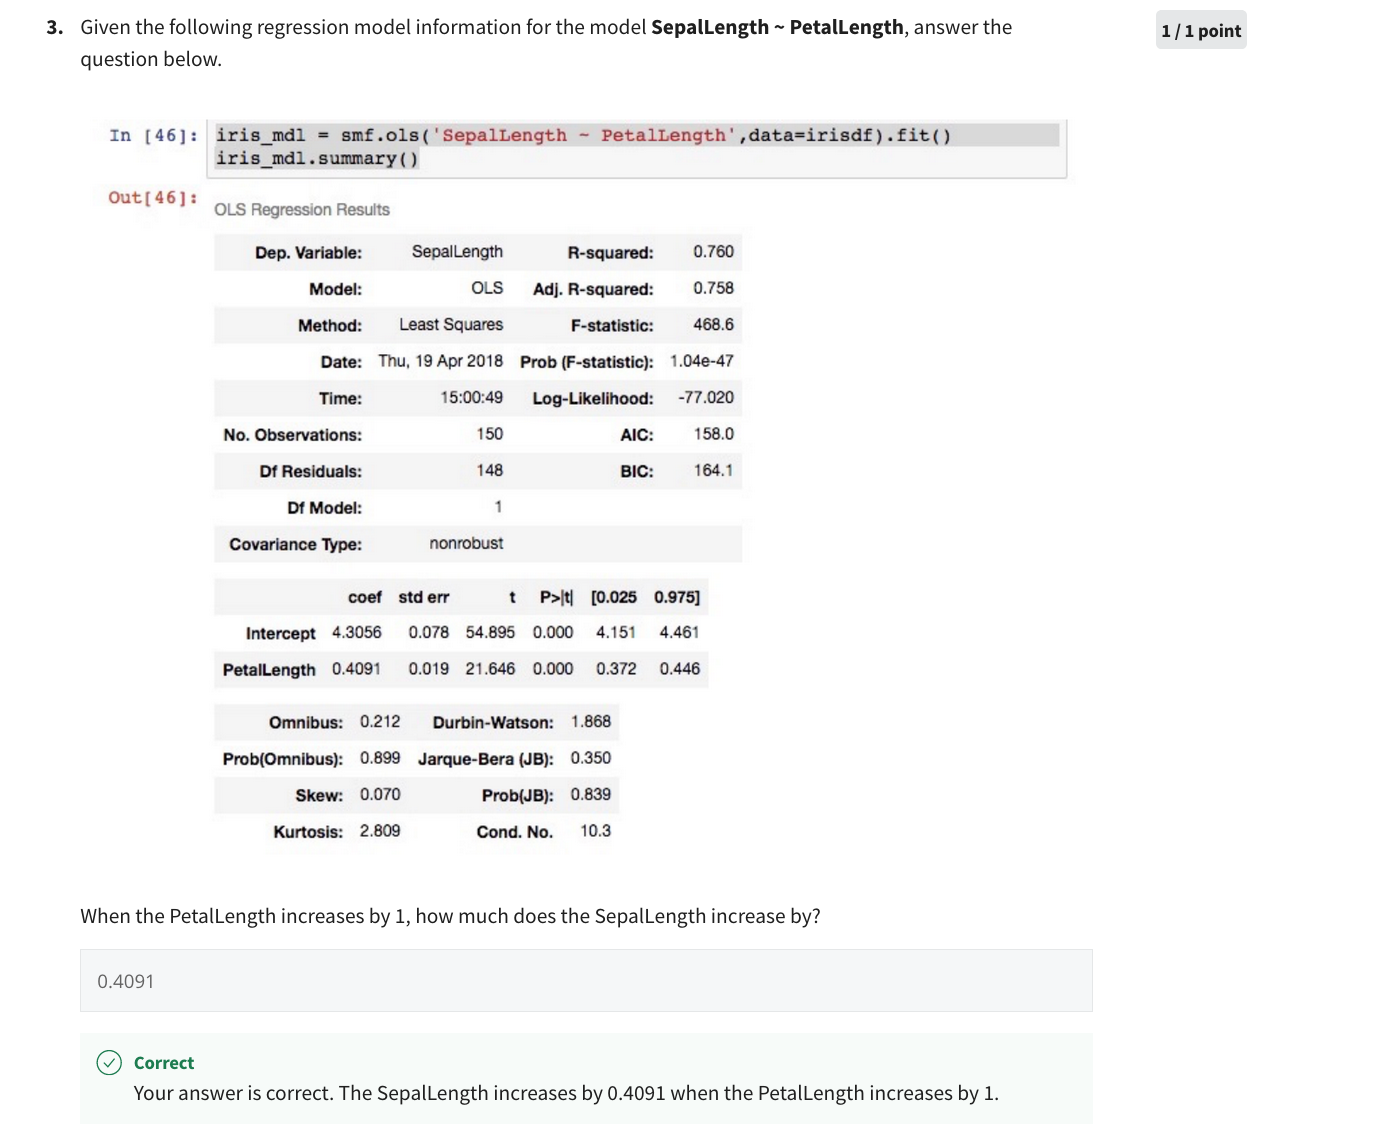 3. Given the following regression model information for the model SepalLength ~ PetalLength, answer the
question below.
1 / 1 point
In [46]: iris_mdl = smf.ols('SepalLength ~ PetalLength',data=irisdf).fit()
iris_mdl.summary()
Out[46]:
OLS Regression Results
Dep. Variable: SepalLength R-squared: 0.760
Model: OLS Adj. R-squared: 0.758
Method: Least Squares F-statistic: 468.6
Date: Thu, 19 Apr 2018 Prob (F-statistic): 1.04e-47
Time: 15:00:49 Log-Likelihood: -77.020
No. Observations: 150 AIC: 158.0
Df Residuals: 148 BIC: 164.1
Df Model: 1
Covariance Type: nonrobust
coef std err t P>|t| [0.025 0.975]
Intercept 4.3056 0.078 54.895 0.000 4.151 4.461
PetalLength 0.4091 0.019 21.646 0.000 0.372 0.446
Omnibus: 0.212 Durbin-Watson: 1.868
Prob(Omnibus): 0.899 Jarque-Bera (JB): 0.350
Skew: 0.070 Prob(JB): 0.839
Kurtosis: 2.809 Cond. No. 10.3
When the PetalLength increases by 1, how much does the SepalLength increase by?
0.4091
Correct
Your answer is correct. The SepalLength increases by 0.4091 when the PetalLength increases by 1.